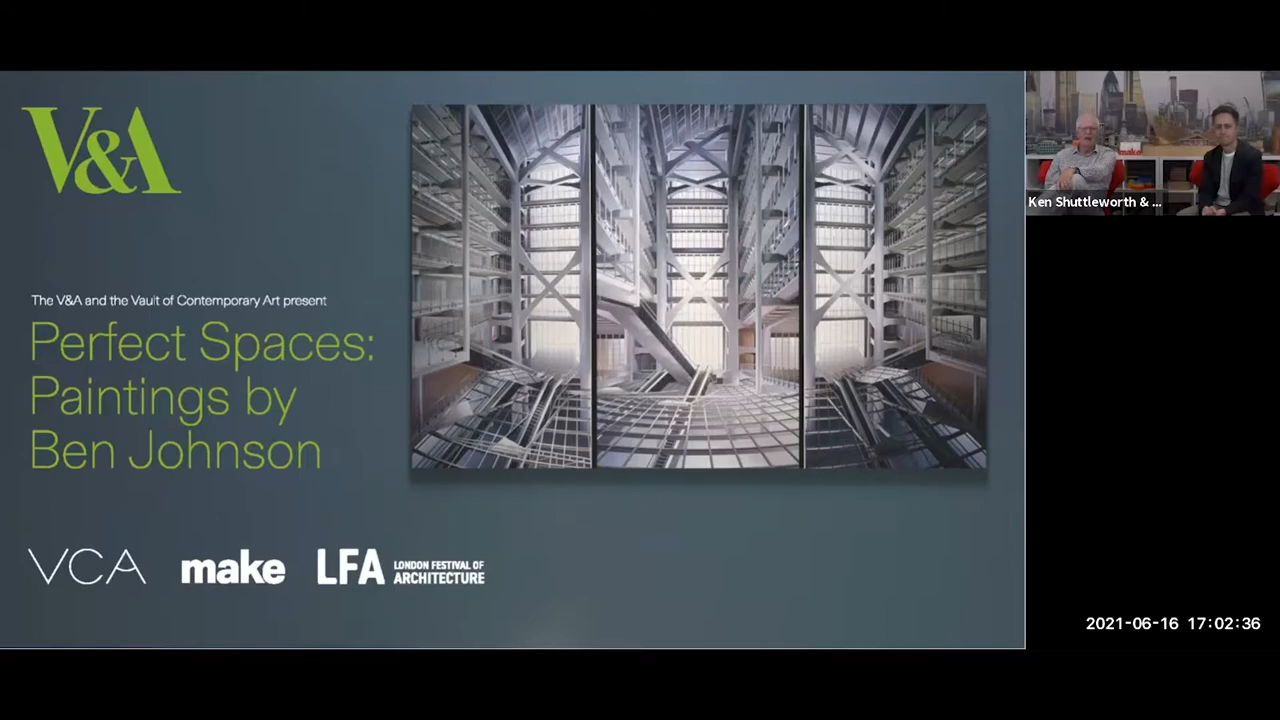 V&A
The V&A and the Vault of Contemporary Art present
Perfect Spaces:
Paintings by
Ben Johnson
VCA
make
LFA
LONDON FESTIVAL OF
ARCHITECTURE
make
Ken Shuttleworth & ...
2021-06-16 17:02:36